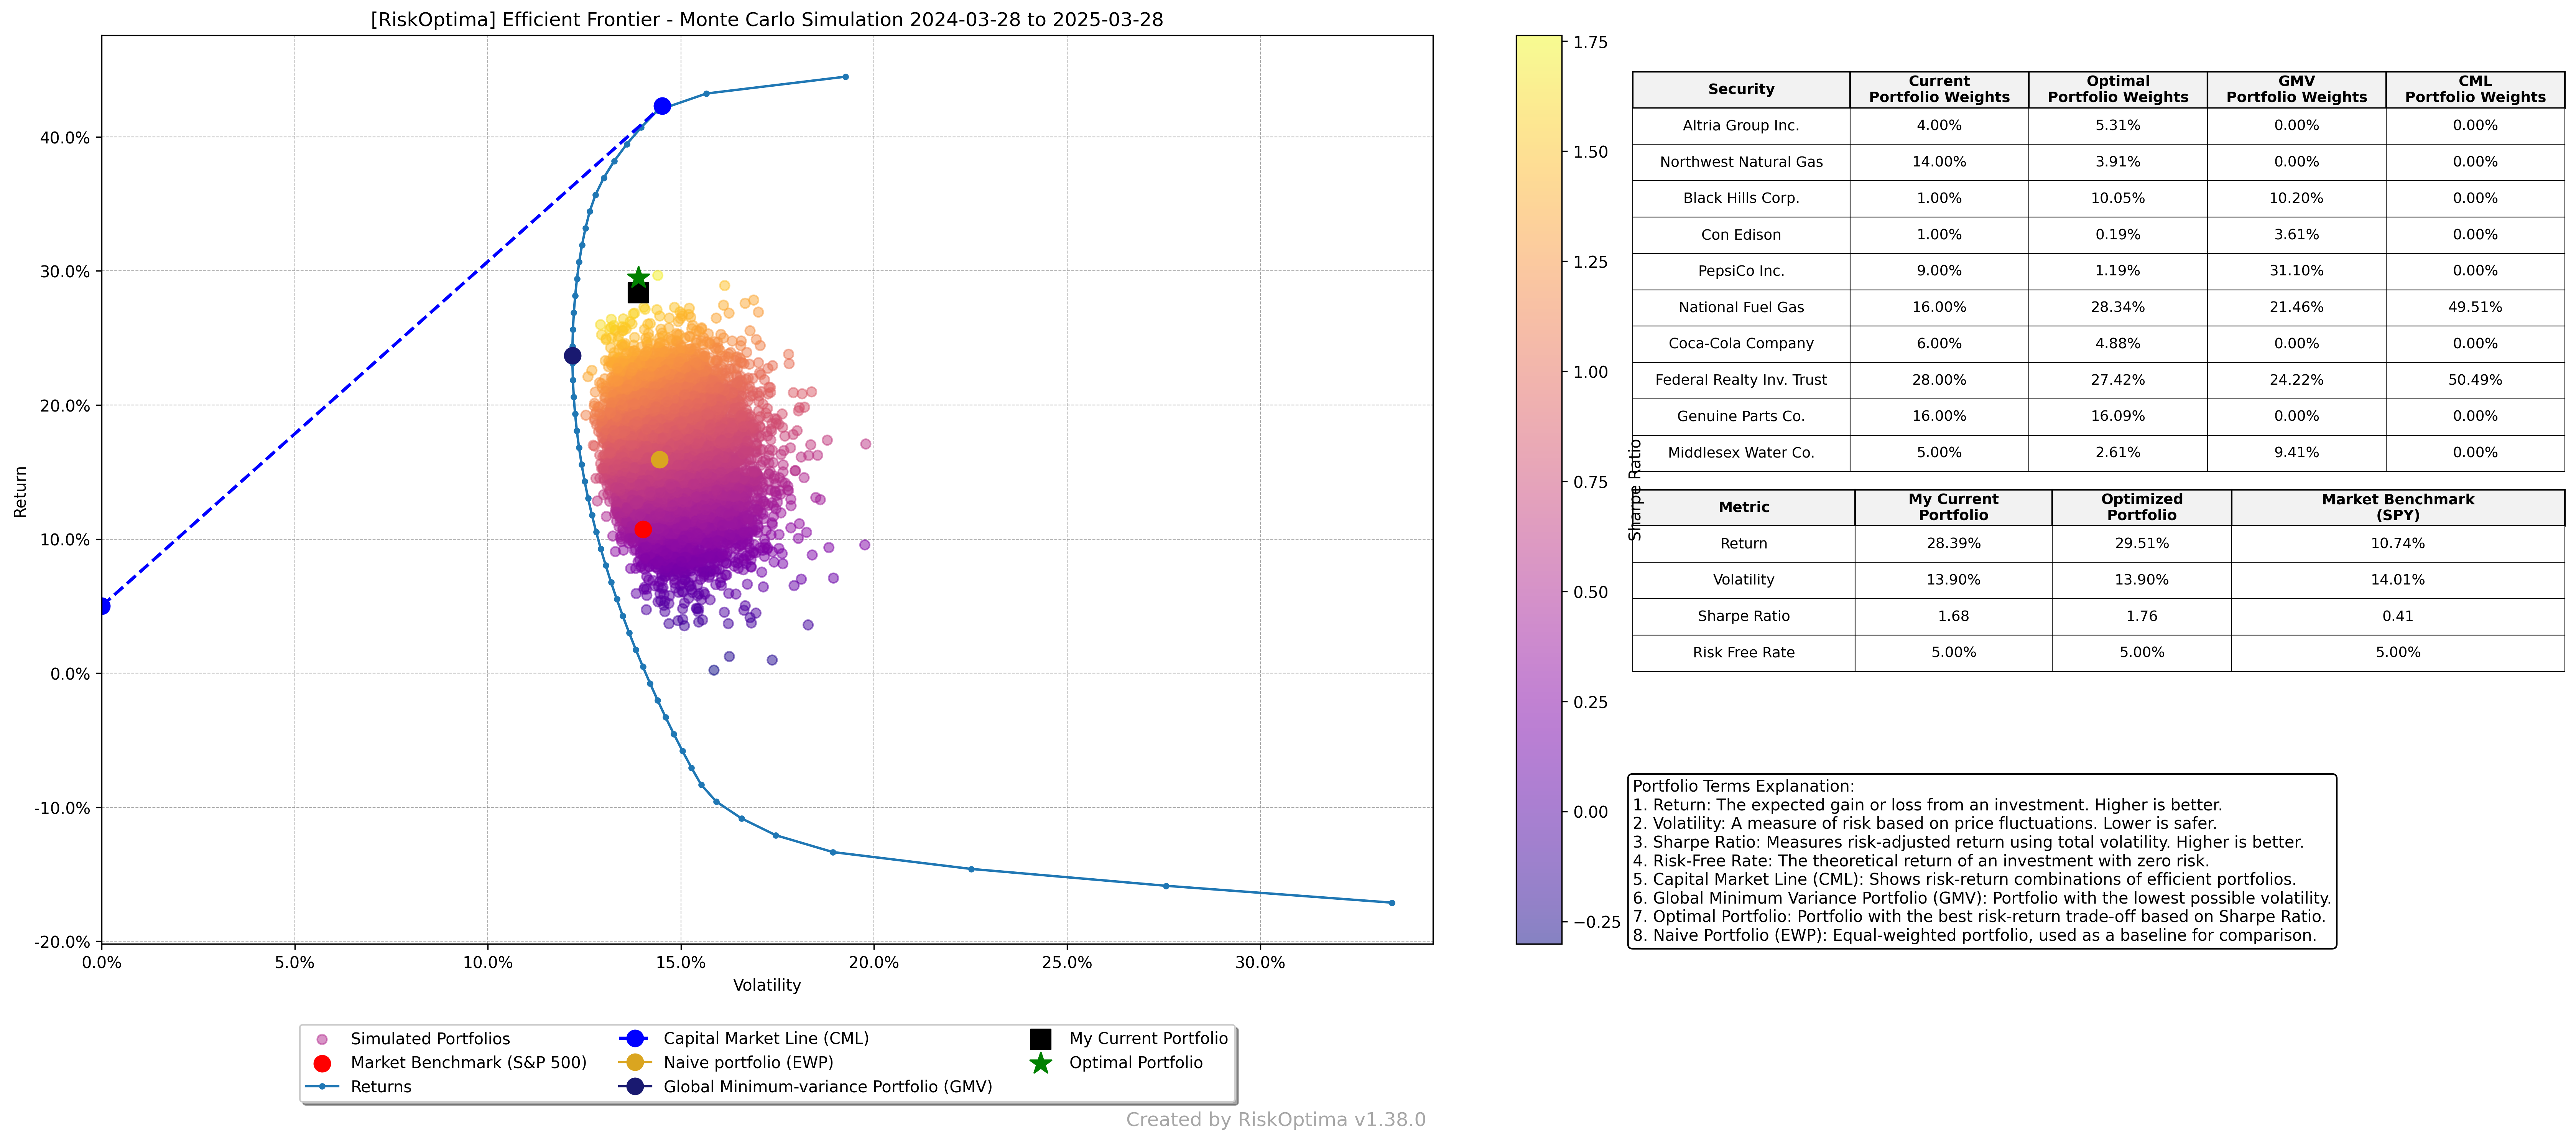 [RiskOptima] Efficient Frontier - Monte Carlo Simulation 2024-03-28 to 2025-03-28
Return
40.0%
30.0%
20.0%
10.0%
0.0%
-10.0%
-20.0%
0.0% 5.0% 10.0% 15.0% 20.0% 25.0% 30.0%
Volatility
Simulated Portfolios
Market Benchmark (S&P 500)
Returns
Capital Market Line (CML)
Naive portfolio (EWP)
Global Minimum-variance Portfolio (GMV)
My Current Portfolio
Optimal Portfolio
Created by RiskOptima v1.38.0
1.75
1.50
1.25
1.00
0.75
0.50
0.25
0.00
−0.25
Sharpe Ratio
Security Current Portfolio Weights Optimal Portfolio Weights GMV Portfolio Weights CML Portfolio Weights
Altria Group Inc. 4.00% 5.31% 0.00% 0.00%
Northwest Natural Gas 14.00% 3.91% 0.00% 0.00%
Black Hills Corp. 1.00% 10.05% 10.20% 0.00%
Con Edison 1.00% 0.19% 3.61% 0.00%
PepsiCo Inc. 9.00% 1.19% 31.10% 0.00%
National Fuel Gas 16.00% 28.34% 21.46% 49.51%
Coca-Cola Company 6.00% 4.88% 0.00% 0.00%
Federal Realty Inv. Trust 28.00% 27.42% 24.22% 50.49%
Genuine Parts Co. 16.00% 16.09% 0.00% 0.00%
Middlesex Water Co. 5.00% 2.61% 9.41% 0.00%
Metric My Current Portfolio Optimized Portfolio Market Benchmark (SPY)
Return 28.39% 29.51% 10.74%
Volatility 13.90% 13.90% 14.01%
Sharpe Ratio 1.68 1.76 0.41
Risk Free Rate 5.00% 5.00% 5.00%
Portfolio Terms Explanation:
1. Return: The expected gain or loss from an investment. Higher is better.
2. Volatility: A measure of risk based on price fluctuations. Lower is safer.
3. Sharpe Ratio: Measures risk-adjusted return using total volatility. Higher is better.
4. Risk-Free Rate: The theoretical return of an investment with zero risk.
5. Capital Market Line (CML): Shows risk-return combinations of efficient portfolios.
6. Global Minimum Variance Portfolio (GMV): Portfolio with the lowest possible volatility.
7. Optimal Portfolio: Portfolio with the best risk-return trade-off based on Sharpe Ratio.
8. Naive Portfolio (EWP): Equal-weighted portfolio, used as a baseline for comparison.